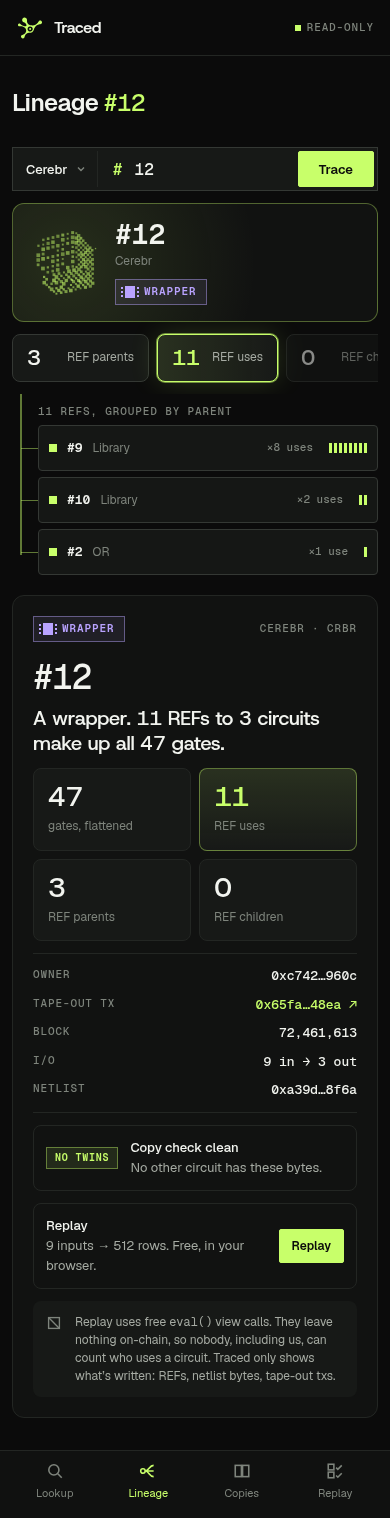 Traced
READ-ONLY
Lineage #12
Cerebr # 12 Trace
#12
Cerebr
WRAPPER
3 REF parents
11 REF uses
0 REF ch
11 REFS, GROUPED BY PARENT
#9 Library ×8 uses
#10 Library ×2 uses
#2 OR ×1 use
WRAPPER
CEREBR · CRBR
#12
A wrapper. 11 REFs to 3 circuits
make up all 47 gates.
47
gates, flattened
11
REF uses
3
REF parents
0
REF children
OWNER 0xc742…960c
TAPE-OUT TX 0x65fa…48ea ↗
BLOCK 72,461,613
I/O 9 in → 3 out
NETLIST 0xa39d…8f6a
NO TWINS
Copy check clean
No other circuit has these bytes.
Replay
9 inputs → 512 rows. Free, in your
browser.
Replay
Replay uses free eval() view calls. They leave
nothing on-chain, so nobody, including us, can
count who uses a circuit. Traced only shows
what's written: REFs, netlist bytes, tape-out txs.
Lookup
Lineage
Copies
Replay